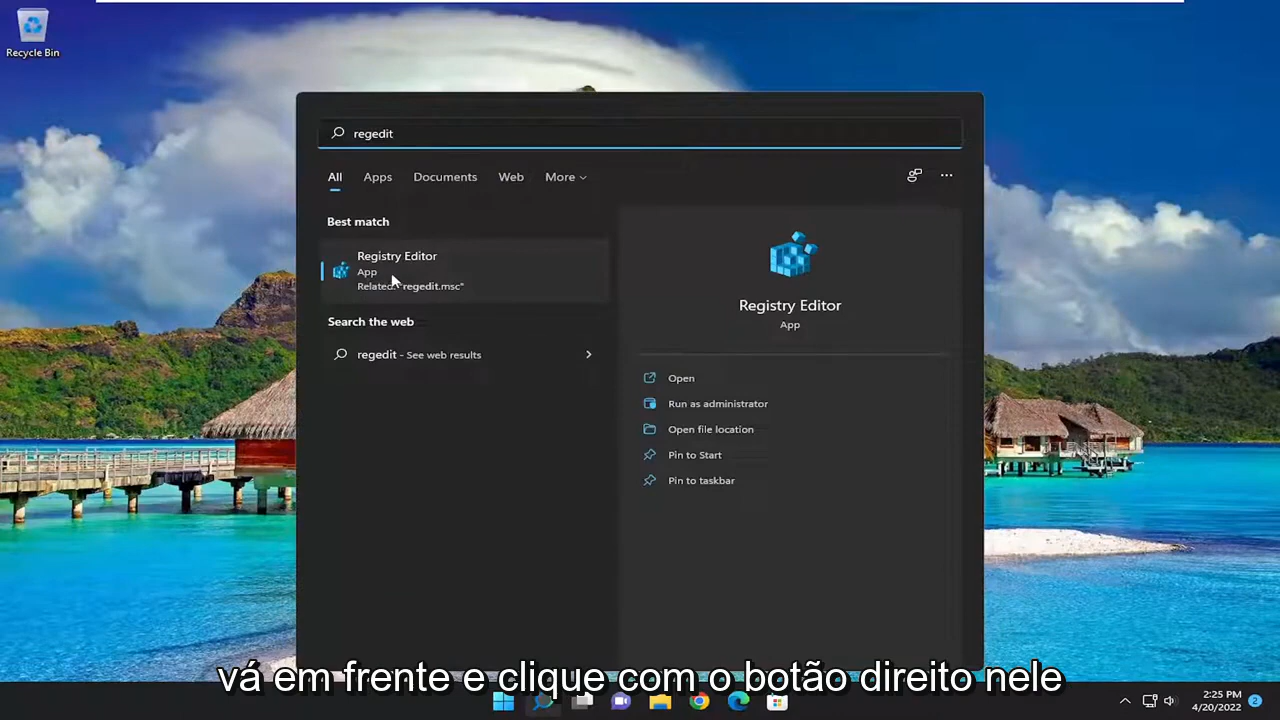 Recycle Bin
regedit
All
Apps
Documents
Web
More
Best match
Registry Editor
App
Related: "regedit.msc"
Search the web
regedit - See web results
Registry Editor
App
Open
Run as administrator
Open file location
Pin to Start
Pin to taskbar
vá em frente e clique com o botão direito nele
2:25 PM
4/20/2022
2